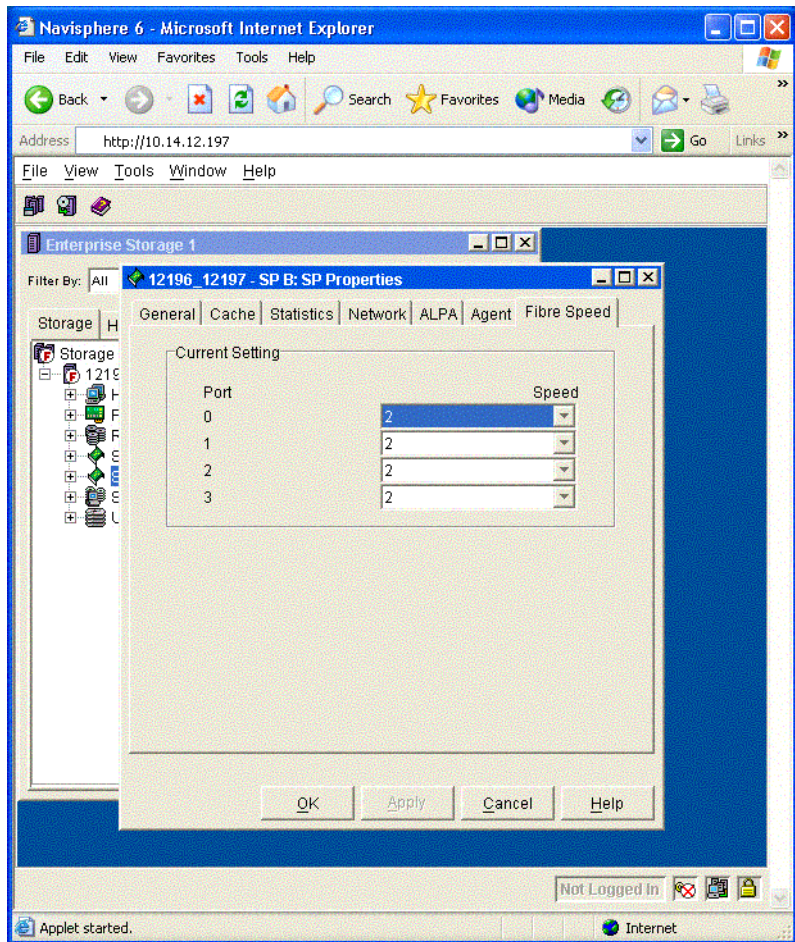 Navisphere 6 - Microsoft Internet Explorer
File Edit View Favorites Tools Help
Back Search Favorites Media »
Address http://10.14.12.197 Go Links »
File View Tools Window Help
Enterprise Storage 1
Filter By: All
12196_12197 - SP B: SP Properties
Storage H
General Cache Statistics Network ALPA Agent Fibre Speed
Storage
1219
H
F
R
S
S
S
U
Current Setting
Port Speed
0 2
1 2
2 2
3 2
OK Apply Cancel Help
Not Logged In
Applet started. Internet